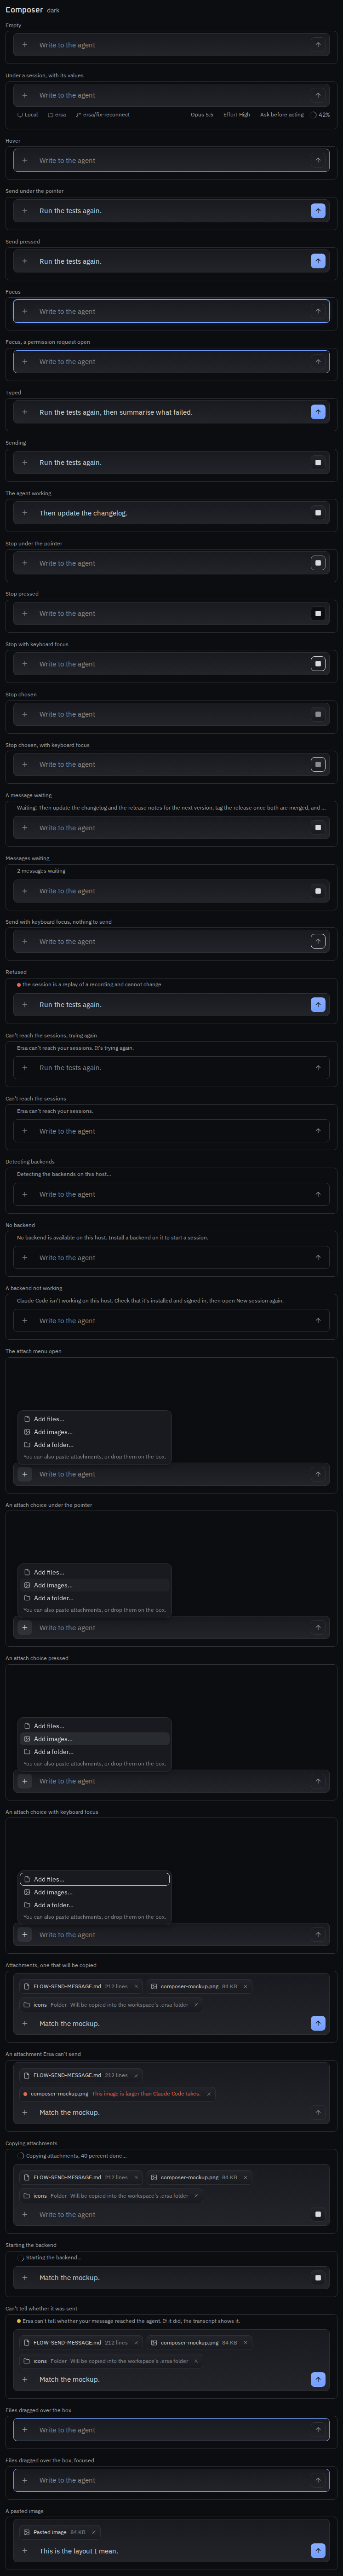 Composer dark
Empty
Write to the agent
Under a session, with its values
Write to the agent
Local ersa ersa/fix-reconnect Opus 5.5 Effort High Ask before acting 42%
Hover
Write to the agent
Send under the pointer
Run the tests again.
Send pressed
Run the tests again.
Focus
Write to the agent
Focus, a permission request open
Write to the agent
Typed
Run the tests again, then summarise what failed.
Sending
Run the tests again.
The agent working
Then update the changelog.
Stop under the pointer
Write to the agent
Stop pressed
Write to the agent
Stop with keyboard focus
Write to the agent
Stop chosen
Write to the agent
Stop chosen, with keyboard focus
Write to the agent
A message waiting
Waiting: Then update the changelog and the release notes for the next version, tag the release once both are merged, and ...
Write to the agent
Messages waiting
2 messages waiting
Write to the agent
Send with keyboard focus, nothing to send
Write to the agent
Refused
the session is a replay of a recording and cannot change
Run the tests again.
Can't reach the sessions, trying again
Ersa can't reach your sessions. It's trying again.
Run the tests again.
Can't reach the sessions
Ersa can't reach your sessions.
Write to the agent
Detecting backends
Detecting the backends on this host...
Write to the agent
No backend
No backend is available on this host. Install a backend on it to start a session.
Write to the agent
A backend not working
Claude Code isn't working on this host. Check that it's installed and signed in, then open New session again.
Write to the agent
The attach menu open
Add files...
Add images...
Add a folder...
You can also paste attachments, or drop them on the box.
Write to the agent
An attach choice under the pointer
Add files...
Add images...
Add a folder...
You can also paste attachments, or drop them on the box.
Write to the agent
An attach choice pressed
Add files...
Add images...
Add a folder...
You can also paste attachments, or drop them on the box.
Write to the agent
An attach choice with keyboard focus
Add files...
Add images...
Add a folder...
You can also paste attachments, or drop them on the box.
Write to the agent
Attachments, one that will be copied
FLOW-SEND-MESSAGE.md 212 lines × composer-mockup.png 84 KB ×
icons Folder Will be copied into the workspace's .ersa folder ×
Match the mockup.
An attachment Ersa can't send
FLOW-SEND-MESSAGE.md 212 lines ×
composer-mockup.png This image is larger than Claude Code takes. ×
Match the mockup.
Copying attachments
Copying attachments, 40 percent done...
FLOW-SEND-MESSAGE.md 212 lines × composer-mockup.png 84 KB ×
icons Folder Will be copied into the workspace's .ersa folder ×
Write to the agent
Starting the backend
Starting the backend...
Match the mockup.
Can't tell whether it was sent
Ersa can't tell whether your message reached the agent. If it did, the transcript shows it.
FLOW-SEND-MESSAGE.md 212 lines × composer-mockup.png 84 KB ×
icons Folder Will be copied into the workspace's .ersa folder ×
Match the mockup.
Files dragged over the box
Write to the agent
Files dragged over the box, focused
Write to the agent
A pasted image
Pasted image 84 KB ×
This is the layout I mean.